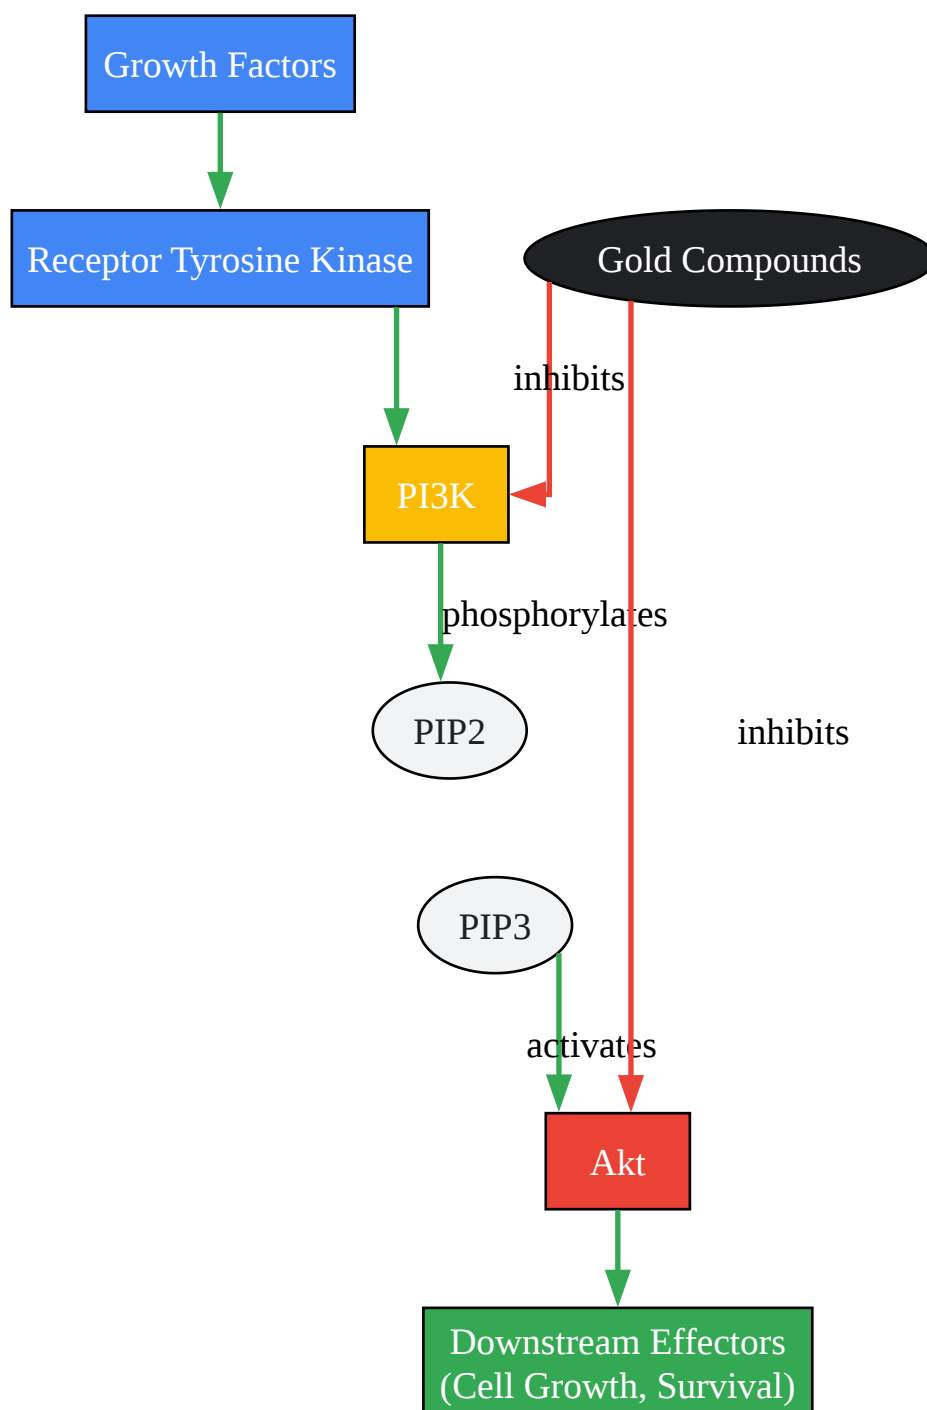 Growth Factors
Receptor Tyrosine Kinase
Gold Compounds
inhibits
PI3K
phosphorylates
PIP2
inhibits
PIP3
activates
Akt
Downstream Effectors
(Cell Growth, Survival)